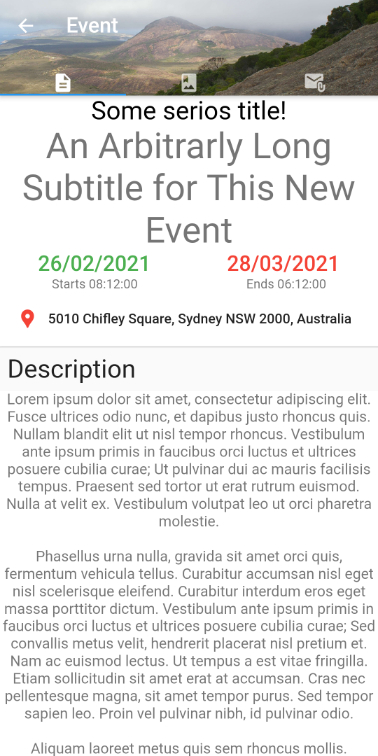 Event
Some serios title!
An Arbitrarly Long
Subtitle for This New
Event
26/02/2021 28/03/2021
Starts 08:12:00 Ends 06:12:00
5010 Chifley Square, Sydney NSW 2000, Australia
Description
Lorem ipsum dolor sit amet, consectetur adipiscing elit.
Fusce ultrices odio nunc, et dapibus justo rhoncus quis.
Nullam blandit elit ut nisl tempor rhoncus. Vestibulum
ante ipsum primis in faucibus orci luctus et ultrices
posuere cubilia curae; Ut pulvinar dui ac mauris facilisis
tempus. Praesent sed tortor ut erat rutrum euismod.
Nulla at velit ex. Vestibulum volutpat leo ut orci pharetra
molestie.
Phasellus urna nulla, gravida sit amet orci quis,
fermentum vehicula tellus. Curabitur accumsan nisl eget
nisl scelerisque eleifend. Curabitur interdum eros eget
massa porttitor dictum. Vestibulum ante ipsum primis in
faucibus orci luctus et ultrices posuere cubilia curae; Sed
convallis metus velit, hendrerit placerat nisl pretium et.
Nam ac euismod lectus. Ut tempus a est vitae fringilla.
Etiam sollicitudin sit amet erat at accumsan. Cras nec
pellentesque magna, sit amet tempor purus. Sed tempor
sapien leo. Proin vel pulvinar nibh, id pulvinar odio.
Aliquam laoreet metus quis sem rhoncus mollis.